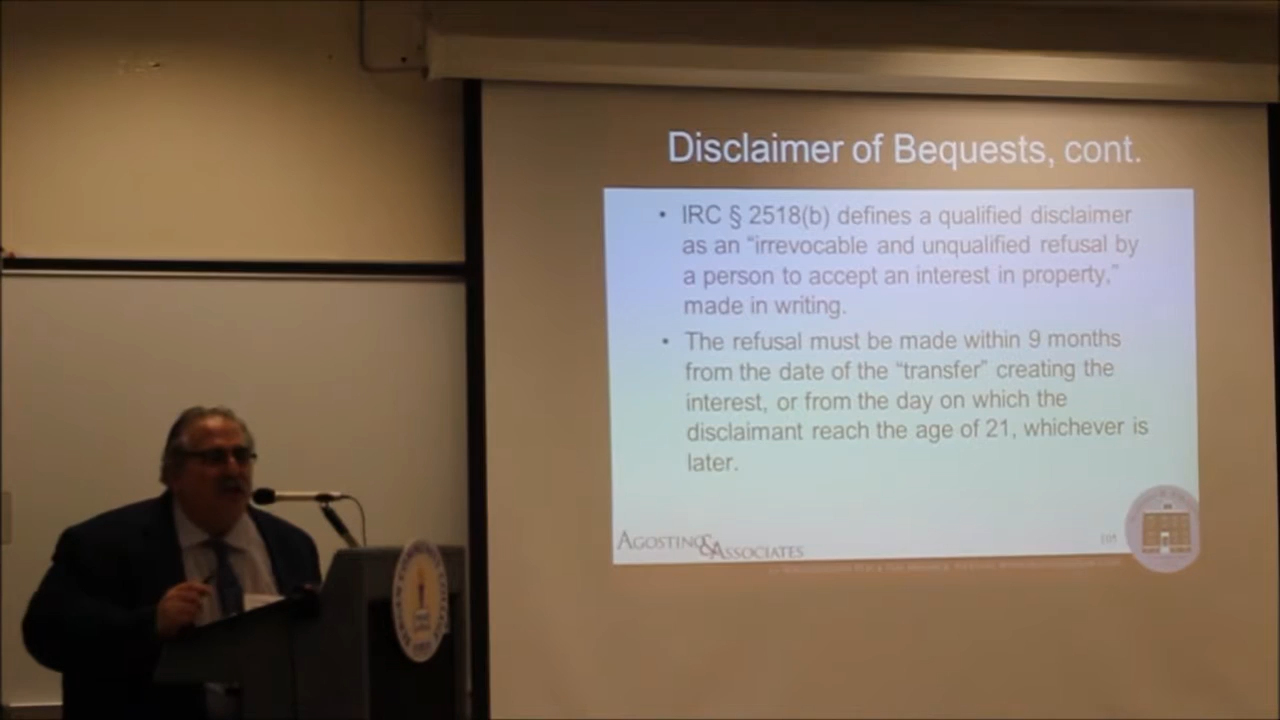 Disclaimer of Bequests, cont.
• IRC § 2518(b) defines a qualified disclaimer
as an “irrevocable and unqualified refusal by
a person to accept an interest in property,”
made in writing.
• The refusal must be made within 9 months
from the date of the “transfer” creating the
interest, or from the day on which the
disclaimant reach the age of 21, whichever is
later.
AGOSTINO & ASSOCIATES
105